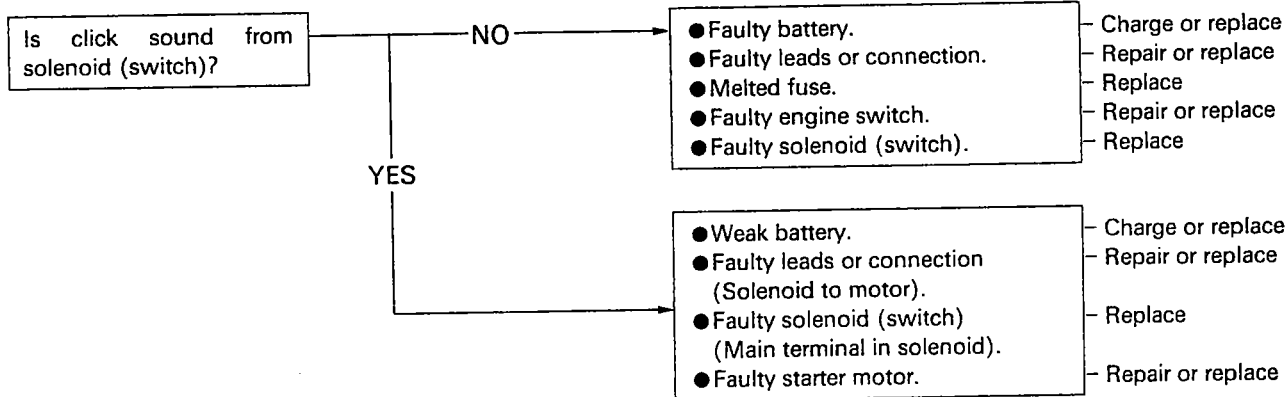 Is click sound from
solenoid (switch)?
NO
● Faulty battery. – Charge or replace
● Faulty leads or connection. – Repair or replace
● Melted fuse. – Replace
● Faulty engine switch. – Repair or replace
● Faulty solenoid (switch). – Replace
YES
● Weak battery. – Charge or replace
● Faulty leads or connection – Repair or replace
(Solenoid to motor).
● Faulty solenoid (switch) – Replace
(Main terminal in solenoid).
● Faulty starter motor. – Repair or replace